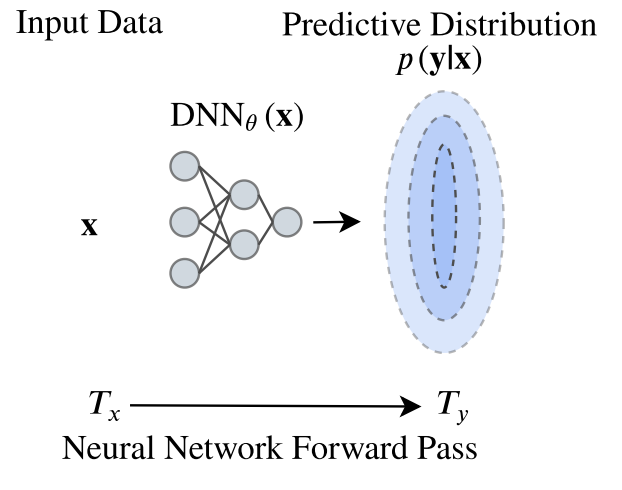 Input Data
Predictive Distribution
p(y|x)
DNN_θ(x)
x
T_x
T_y
Neural Network Forward Pass